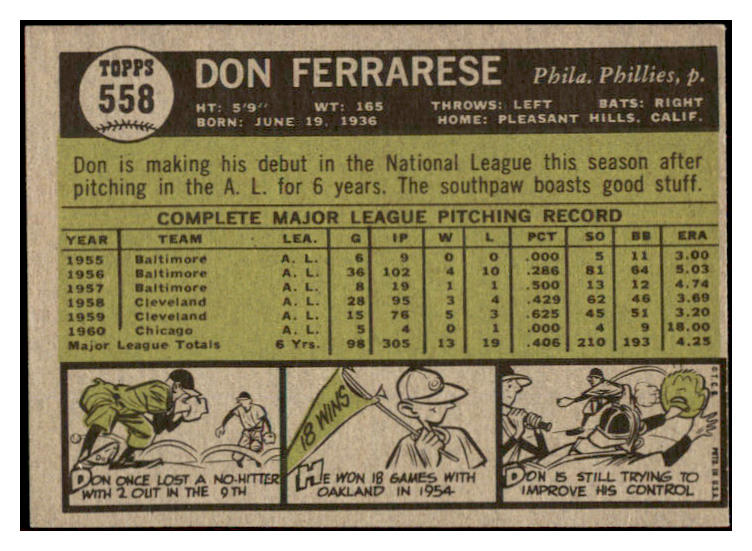 TOPPS
558
DON FERRARESE Phila. Phillies, p.
HT: 5'9" WT: 165 THROWS: LEFT BATS: RIGHT
BORN: JUNE 19, 1936 HOME: PLEASANT HILLS, CALIF.
Don is making his debut in the National League this season after
pitching in the A. L. for 6 years. The southpaw boasts good stuff.
COMPLETE MAJOR LEAGUE PITCHING RECORD
YEAR TEAM LEA. G IP W L PCT SO BB ERA
1955 Baltimore A. L. 6 9 0 0 .000 5 11 3.00
1956 Baltimore A. L. 36 102 4 10 .286 81 64 5.03
1957 Baltimore A. L. 8 19 1 1 .500 13 12 4.74
1958 Cleveland A. L. 28 95 3 4 .429 62 46 3.69
1959 Cleveland A. L. 15 76 5 3 .625 45 51 3.20
1960 Chicago A. L. 5 4 0 1 .000 4 9 18.00
Major League Totals 6 Yrs. 98 305 13 19 .406 210 193 4.25
DON ONCE LOST A NO-HITTER
WITH 2 OUT IN THE 9TH
18 WINS
HE WON 18 GAMES WITH
OAKLAND IN 1954
DON IS STILL TRYING TO
IMPROVE HIS CONTROL
© T.C.G. PRTD. IN U.S.A.